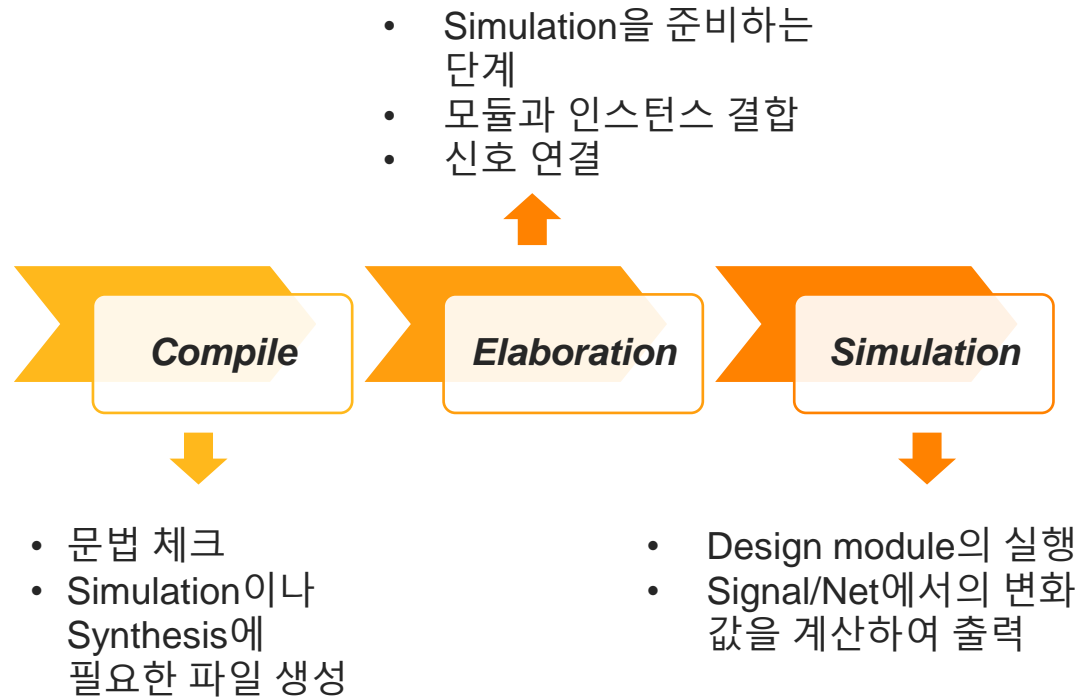 • Simulation을 준비하는
단계
• 모듈과 인스턴스 결합
• 신호 연결
Compile
Elaboration
Simulation
• 문법 체크
• Simulation이나
Synthesis에
필요한 파일 생성
• Design module의 실행
• Signal/Net에서의 변화
값을 계산하여 출력